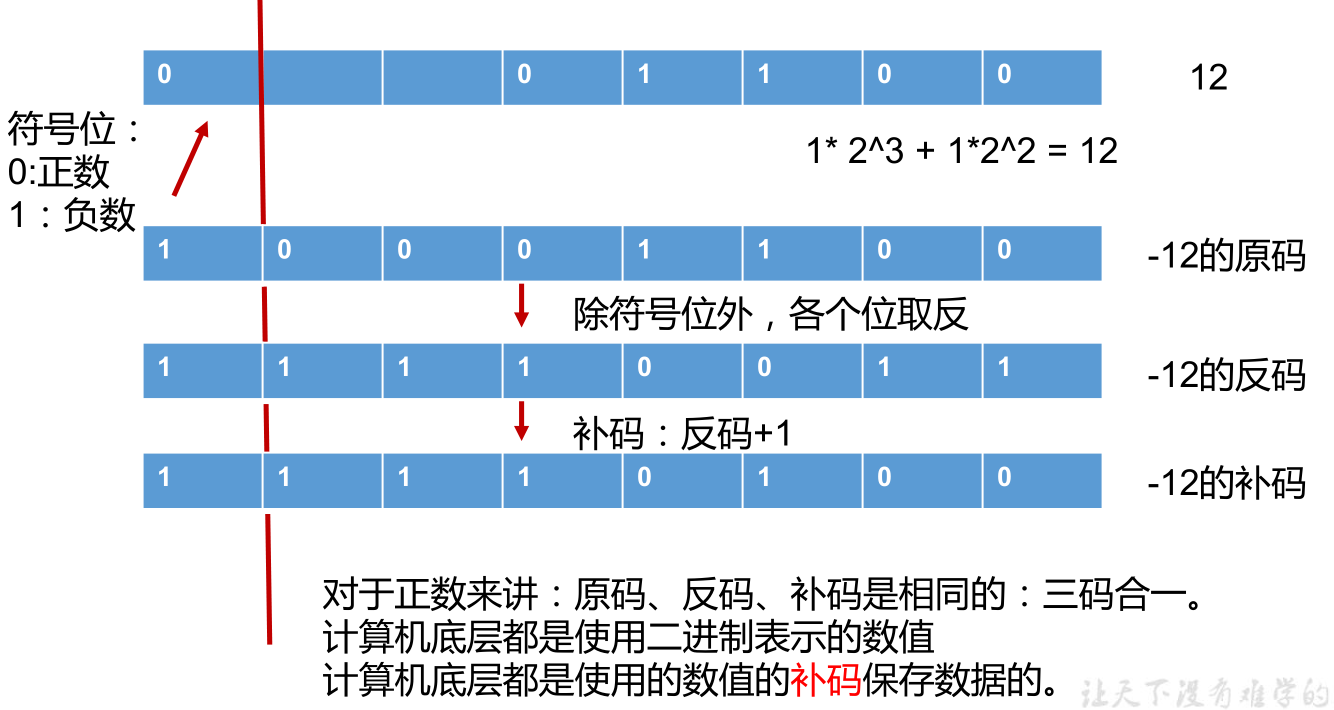 0 0 1 1 0 0 12
符号位：
0:正数
1：负数
1* 2^3 + 1*2^2 = 12
1 0 0 0 1 1 0 0 -12的原码
除符号位外，各个位取反
1 1 1 1 0 0 1 1 -12的反码
补码：反码+1
1 1 1 1 0 1 0 0 -12的补码
对于正数来讲：原码、反码、补码是相同的：三码合一。
计算机底层都是使用二进制表示的数值
计算机底层都是使用的数值的补码保存数据的。
让天下没有难学的